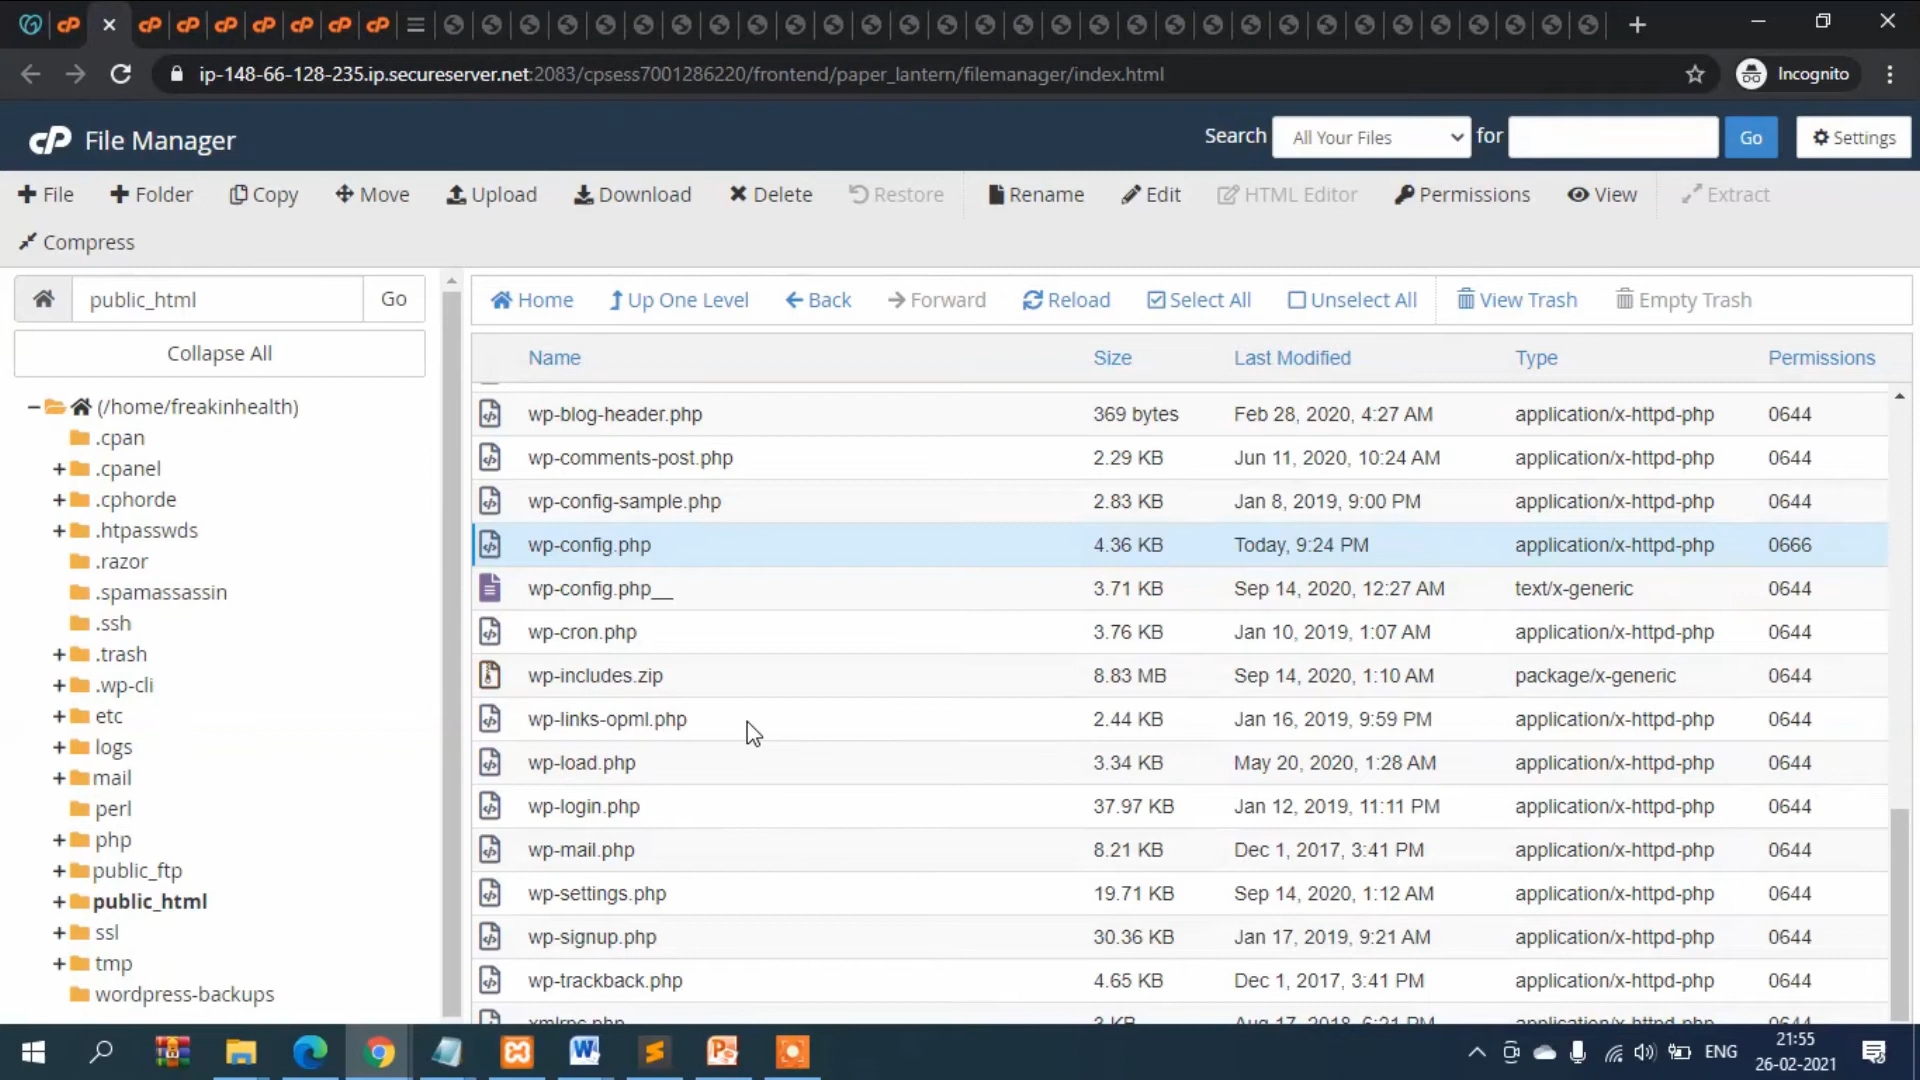 ip-148-66-128-235.ip.secureserver.net:2083/cpsess7001286220/frontend/paper_lantern/filemanager/index.html
Incognito
cP File Manager
Search All Your Files for Go Settings
File Folder Copy Move Upload Download Delete Restore Rename Edit HTML Editor Permissions View Extract
Compress
public_html Go
Home Up One Level Back Forward Reload Select All Unselect All View Trash Empty Trash
Collapse All
(/home/freakinhealth)
.cpan
.cpanel
.cphorde
.htpasswds
.razor
.spamassassin
.ssh
.trash
.wp-cli
etc
logs
mail
perl
php
public_ftp
public_html
ssl
tmp
wordpress-backups
Name Size Last Modified Type Permissions
wp-blog-header.php 369 bytes Feb 28, 2020, 4:27 AM application/x-httpd-php 0644
wp-comments-post.php 2.29 KB Jun 11, 2020, 10:24 AM application/x-httpd-php 0644
wp-config-sample.php 2.83 KB Jan 8, 2019, 9:00 PM application/x-httpd-php 0644
wp-config.php 4.36 KB Today, 9:24 PM application/x-httpd-php 0666
wp-config.php__ 3.71 KB Sep 14, 2020, 12:27 AM text/x-generic 0644
wp-cron.php 3.76 KB Jan 10, 2019, 1:07 AM application/x-httpd-php 0644
wp-includes.zip 8.83 MB Sep 14, 2020, 1:10 AM package/x-generic 0644
wp-links-opml.php 2.44 KB Jan 16, 2019, 9:59 PM application/x-httpd-php 0644
wp-load.php 3.34 KB May 20, 2020, 1:28 AM application/x-httpd-php 0644
wp-login.php 37.97 KB Jan 12, 2019, 11:11 PM application/x-httpd-php 0644
wp-mail.php 8.21 KB Dec 1, 2017, 3:41 PM application/x-httpd-php 0644
wp-settings.php 19.71 KB Sep 14, 2020, 1:12 AM application/x-httpd-php 0644
wp-signup.php 30.36 KB Jan 17, 2019, 9:21 AM application/x-httpd-php 0644
wp-trackback.php 4.65 KB Dec 1, 2017, 3:41 PM application/x-httpd-php 0644
xmlrpc.php 3 KB Aug 17, 2018, 6:21 PM application/x-httpd-php 0644
ENG
21:55
26-02-2021